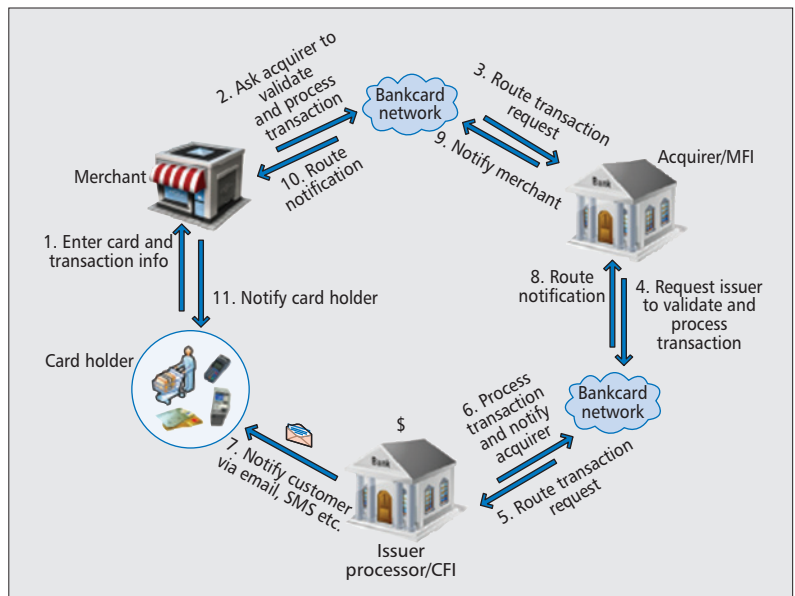 2. Ask acquirer to
validate
and process
transaction
Bankcard
network
3. Route transaction
request
9. Notify merchant
10. Route
notification
Merchant
Acquirer/MFI
Bank
1. Enter card and
transaction info
11. Notify card holder
8. Route
notification
4. Request issuer
to validate and
process
transaction
Card holder
6. Process
transaction
and notify
acquirer
Bankcard
network
$
7. Notify customer
via email, SMS etc.
Bank
5. Route transaction
request
Issuer
processor/CFI